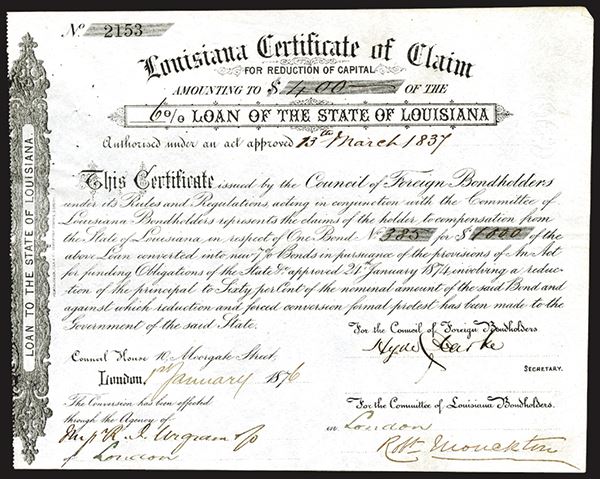 No. 2153
Louisiana Certificate of Claim
FOR REDUCTION OF CAPITAL
AMOUNTING TO $400 OF THE
6% LOAN OF THE STATE OF LOUISIANA
Authorised under an act approved 13th March 1837
This Certificate issued by the Council of Foreign Bondholders
under its Rules and Regulations acting in conjunction with the Committee of
Louisiana Bondholders represents the claims of the holder to compensation from
the State of Louisiana, in respect of One Bond No. 385 for $1000 of the
above Loan converted into new 7% Bonds in pursuance of the provisions of An Act
for funding Obligations of the State &c. approved 24th January 1874, involving a reduc-
tion of the principal to Sixty per Cent of the nominal amount of the said Bond and
against which reduction and forced conversion formal protest has been made to the
Government of the said State.
For the Council of Foreign Bondholders
Hyde Clarke
SECRETARY.
Council House 10 Moorgate Street,
London, 1st January 1876
The Conversion has been effected
through the Agency of
of London
For the Committee of Louisiana Bondholders.
in London
Robt. Monckton
LOAN TO THE STATE OF LOUISIANA.